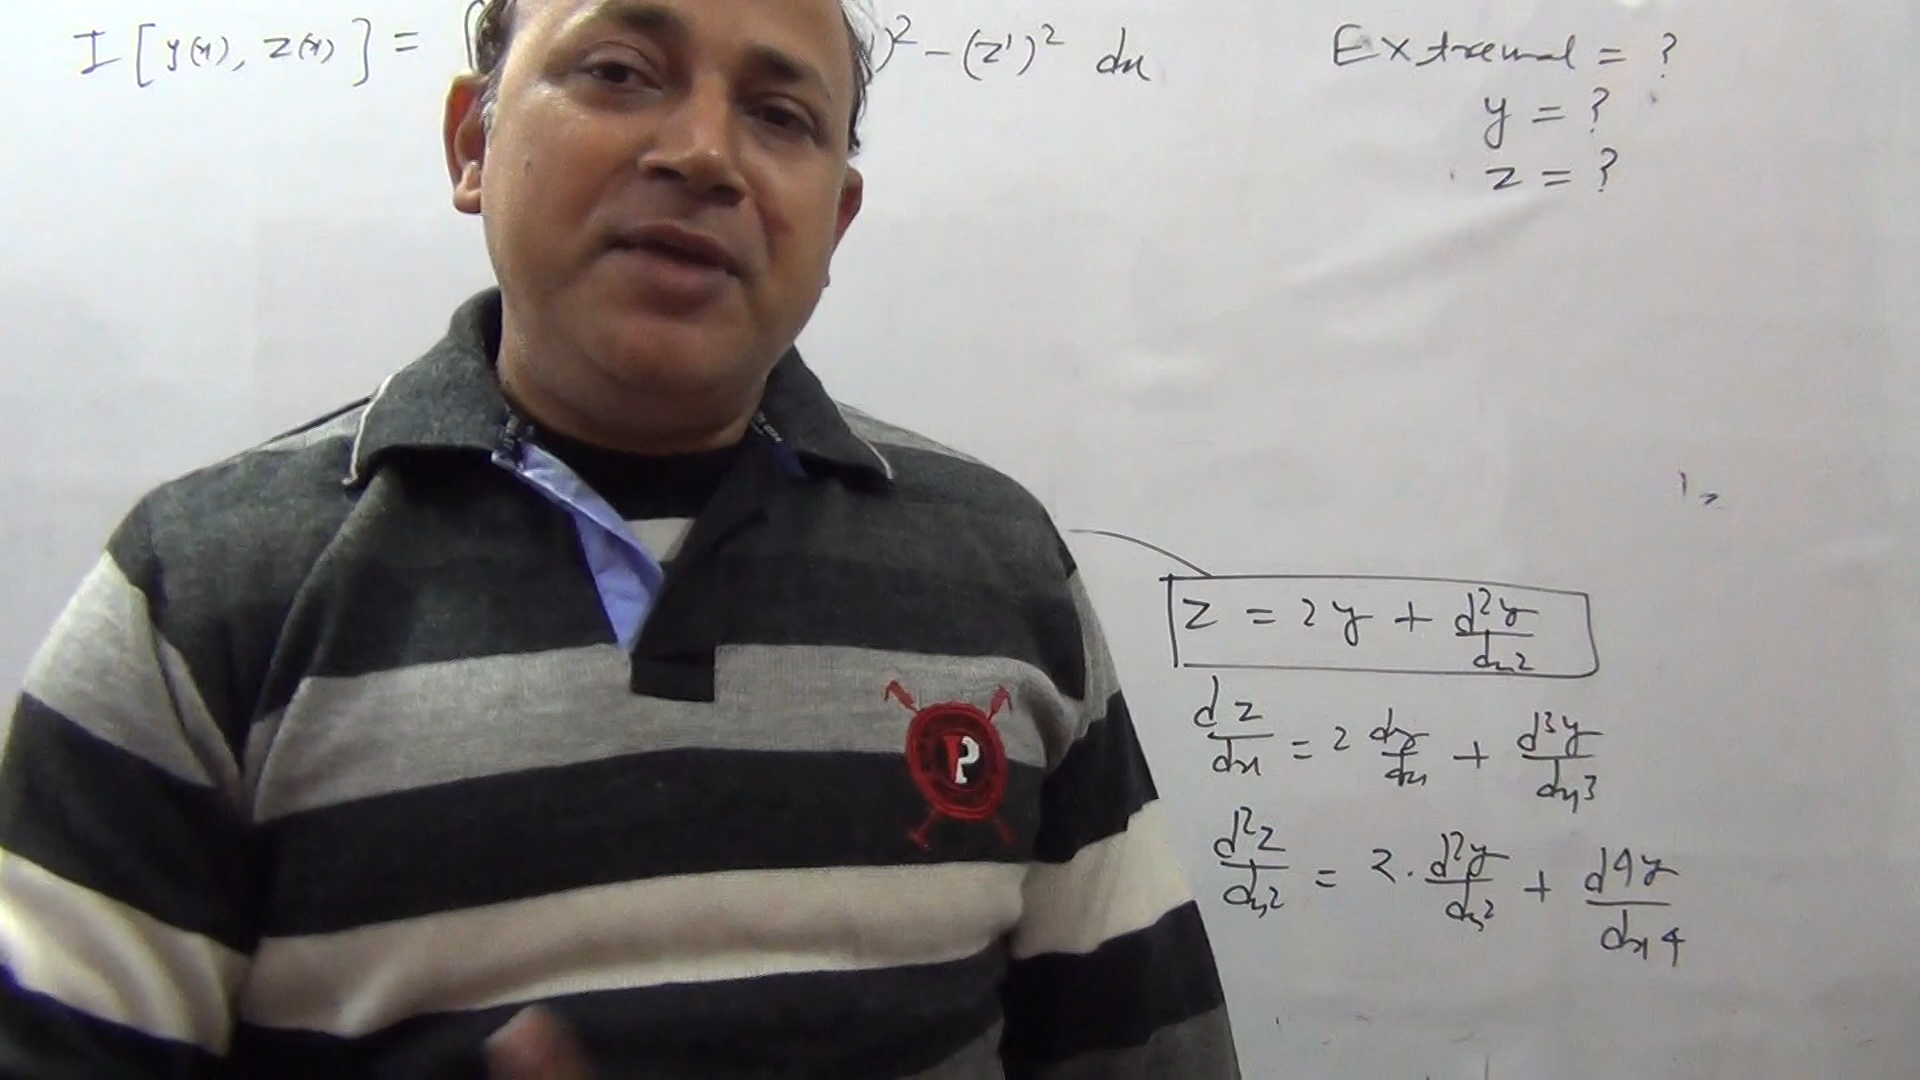 I [y(x), z(x)] = ( )² - (z')² dx
Extremal = ?
y = ?
z = ?
z = 2y + d²y/dx²
dz/dx = 2 dy/dx + d³y/dx³
d²z/dx² = 2. d²y/dx² + d4y/dx4
P